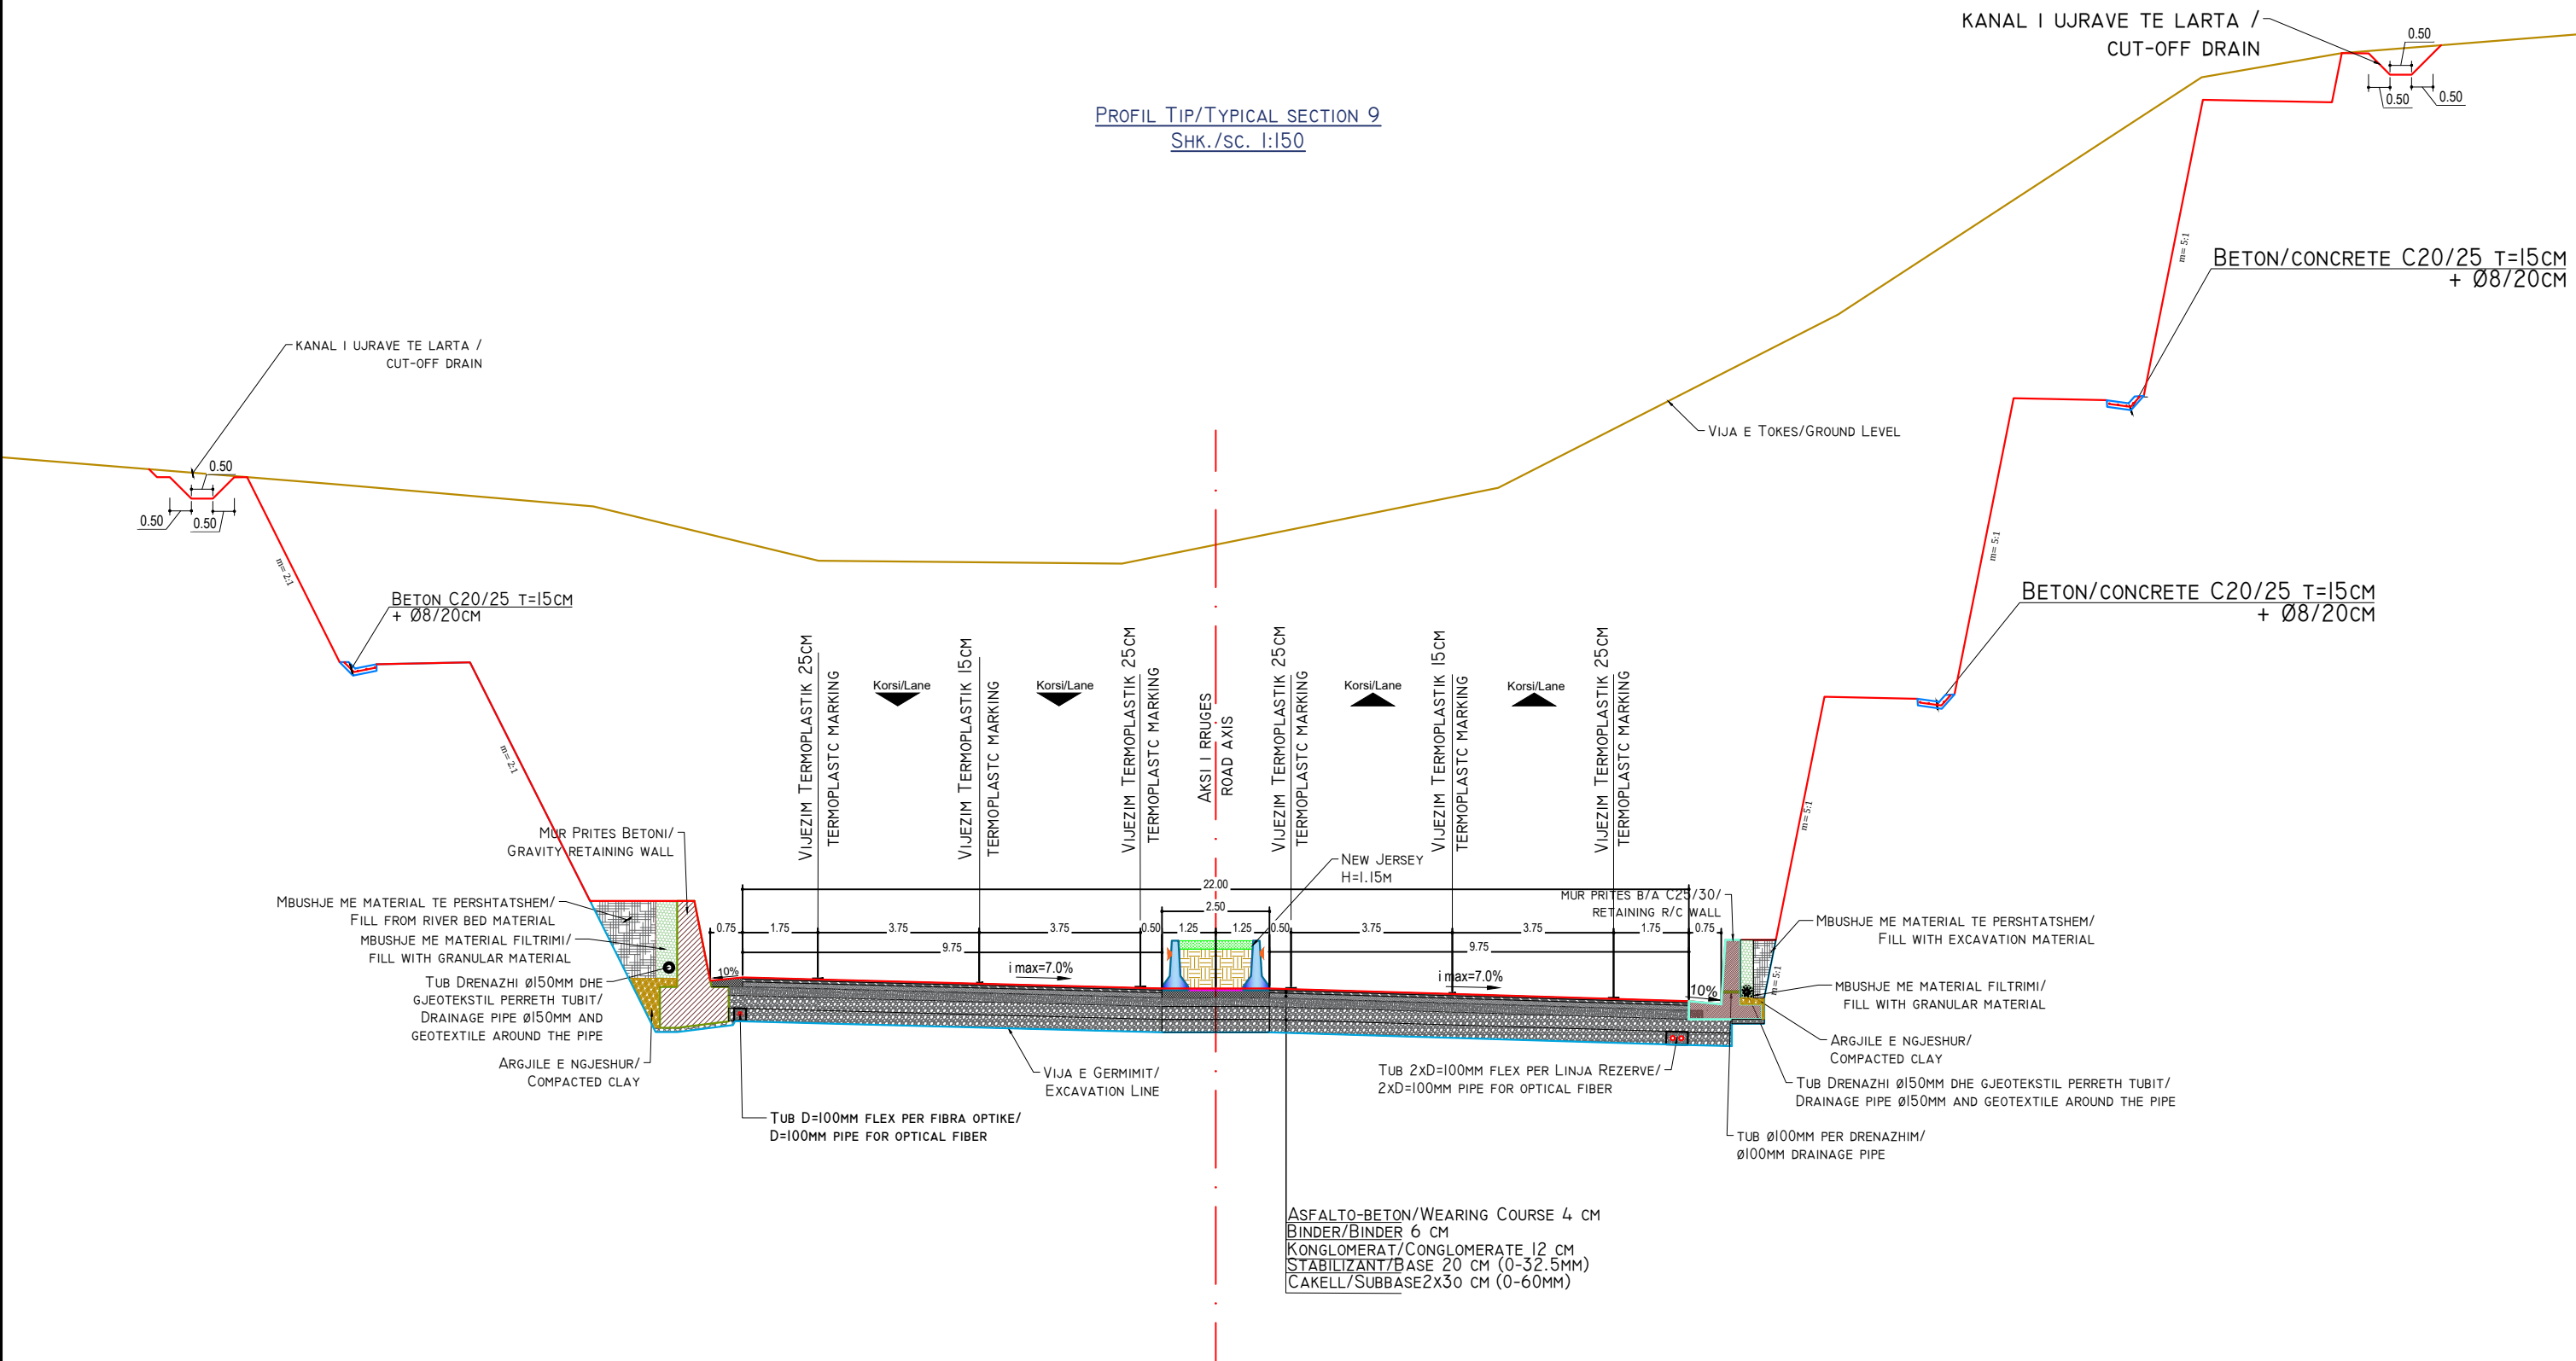 KANAL I UJRAVE TE LARTA /
CUT-OFF DRAIN
0.50
0.50
0.50
PROFIL TIP/TYPICAL SECTION 9
SHK./SC. 1:150
m= 5:1
BETON/CONCRETE C20/25 T=15CM
+ Ø8/20CM
KANAL I UJRAVE TE LARTA /
CUT-OFF DRAIN
VIJA E TOKES/GROUND LEVEL
0.50
0.50
0.50
m= 2:1
m= 5:1
BETON C20/25 T=15CM
+ Ø8/20CM
BETON/CONCRETE C20/25 T=15CM
+ Ø8/20CM
VIJEZIM TERMOPLASTIK 25CM
TERMOPLASTC MARKING
Korsi/Lane
VIJEZIM TERMOPLASTIK 15CM
TERMOPLASTC MARKING
Korsi/Lane
VIJEZIM TERMOPLASTIK 25CM
TERMOPLASTC MARKING
AKSI I RRUGES
ROAD AXIS
VIJEZIM TERMOPLASTIK 25CM
TERMOPLASTC MARKING
Korsi/Lane
VIJEZIM TERMOPLASTIK 15CM
TERMOPLASTC MARKING
Korsi/Lane
VIJEZIM TERMOPLASTIK 25CM
TERMOPLASTC MARKING
m= 2:1
m= 5:1
MUR PRITES BETONI/
GRAVITY RETAINING WALL
NEW JERSEY
H=1.15M
22.00
2.50
MUR PRITES B/A C25/30/
RETAINING R/C WALL
MBUSHJE ME MATERIAL TE PERSHTATSHEM/
FILL FROM RIVER BED MATERIAL
MBUSHJE ME MATERIAL TE PERSHTATSHEM/
FILL WITH EXCAVATION MATERIAL
0.75 1.75 3.75 3.75 0.50 1.25 1.25 0.50 3.75 3.75 1.75 0.75
MBUSHJE ME MATERIAL FILTRIMI/
FILL WITH GRANULAR MATERIAL
9.75
9.75
10%
i max=7.0%
i max=7.0%
10%
m= 5:1
TUB DRENAZHI Ø150MM DHE
GJEOTEKSTIL PERRETH TUBIT/
DRAINAGE PIPE Ø150MM AND
GEOTEXTILE AROUND THE PIPE
MBUSHJE ME MATERIAL FILTRIMI/
FILL WITH GRANULAR MATERIAL
ARGJILE E NGJESHUR/
COMPACTED CLAY
ARGJILE E NGJESHUR/
COMPACTED CLAY
VIJA E GERMIMIT/
EXCAVATION LINE
TUB 2XD=100MM FLEX PER LINJA REZERVE/
2XD=100MM PIPE FOR OPTICAL FIBER
TUB DRENAZHI Ø150MM DHE GJEOTEKSTIL PERRETH TUBIT/
DRAINAGE PIPE Ø150MM AND GEOTEXTILE AROUND THE PIPE
TUB D=100MM FLEX PER FIBRA OPTIKE/
D=100MM PIPE FOR OPTICAL FIBER
TUB Ø100MM PER DRENAZHIM/
Ø100MM DRAINAGE PIPE
ASFALTO-BETON/WEARING COURSE 4 CM
BINDER/BINDER 6 CM
KONGLOMERAT/CONGLOMERATE 12 CM
STABILIZANT/BASE 20 CM (0-32.5MM)
CAKELL/SUBBASE2X30 CM (0-60MM)